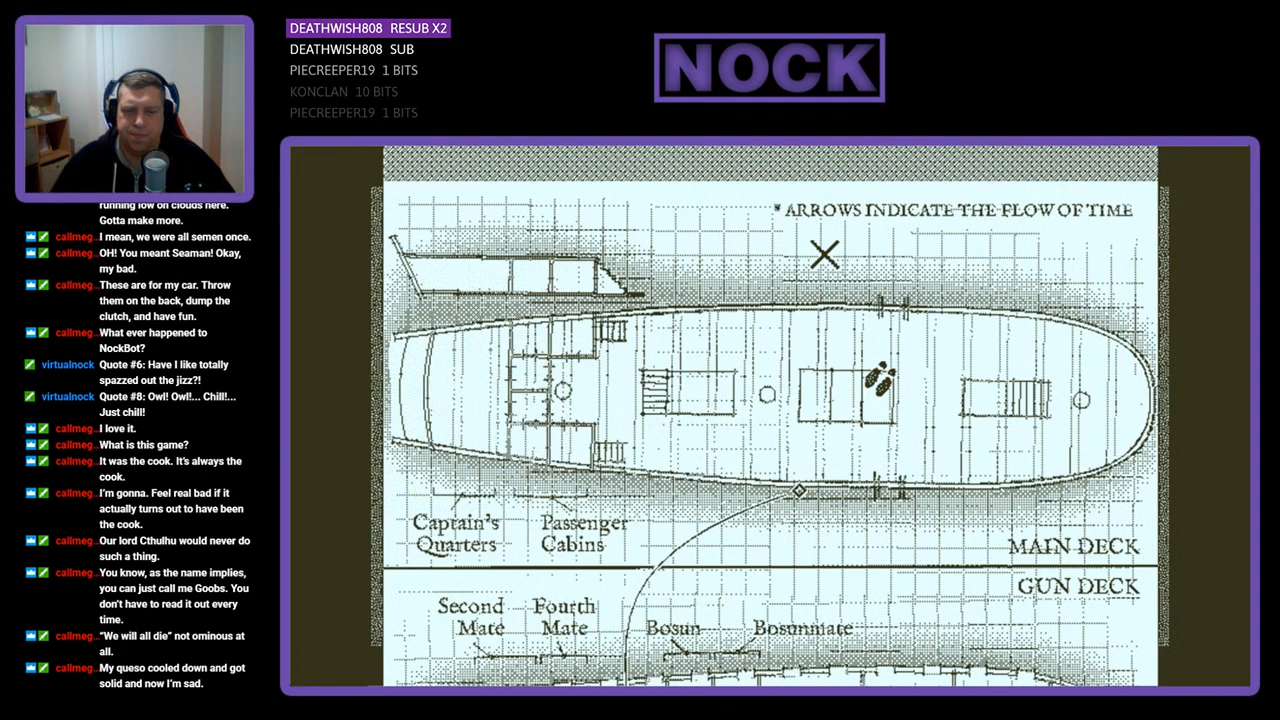 DEATHWISH808 RESUB X2
DEATHWISH808 SUB
PIECREEPER19 1 BITS
KONCLAN 10 BITS
PIECREEPER19 1 BITS
NOCK
running low on clouds here.
Gotta make more.
callmeg... I mean, we were all semen once.
callmeg... OH! You meant Seaman! Okay,
my bad.
callmeg... These are for my car. Throw
them on the back, dump the
clutch, and have fun.
callmeg... What ever happened to
NockBot?
virtualnock Quote #6: Have I like totally
spazzed out the jizz?!
virtualnock Quote #8: Owl! Owl!... Chill!...
Just chill!
callmeg... I love it.
callmeg... What is this game?
callmeg... It was the cook. It's always the
cook.
callmeg... I'm gonna. Feel real bad if it
actually turns out to have been
the cook.
callmeg... Our lord Cthulhu would never do
such a thing.
callmeg... You know, as the name implies,
you can just call me Goobs. You
don't have to read it out every
time.
callmeg... "We will all die" not ominous at
all.
callmeg... My queso cooled down and got
solid and now I'm sad.
* ARROWS INDICATE THE FLOW OF TIME
Captain's
Quarters
Passenger
Cabins
MAIN DECK
GUN DECK
Second
Mate
Fourth
Mate
Bosun
Bosunmate